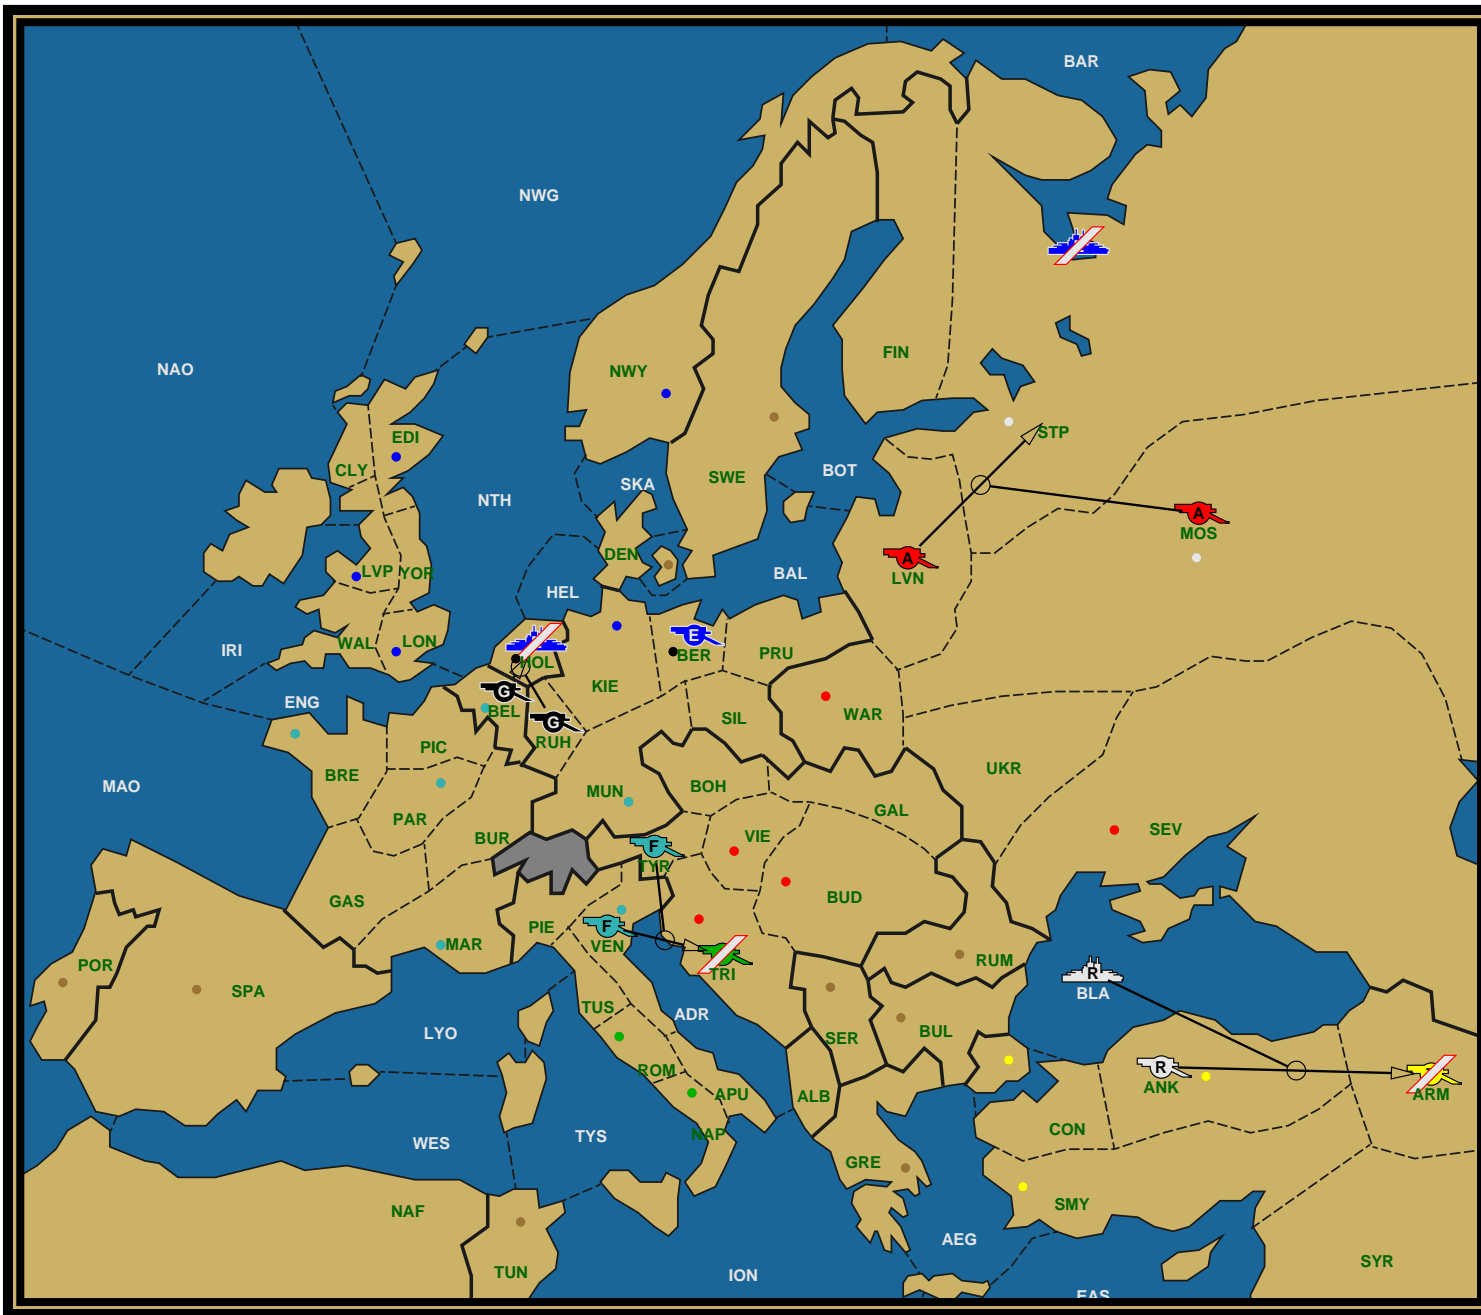 BAR
NWG
NAO
FIN
NWY
STP
EDI
CLY
SWE
BOT
SKA
NTH
A
MOS
DEN
A
LVN
LVP
YOR
BAL
HEL
WAL
LON
E
BER
IRI
HOL
PRU
KIE
G
BEL
ENG
G
RUH
SIL
WAR
PIC
UKR
BRE
MUN
BOH
MAO
PAR
GAL
SEV
BUR
VIE
F
TYR
GAS
BUD
F
VEN
PIE
MAR
POR
TRI
RUM
SPA
R
BLA
TUS
ADR
LYO
SER
BUL
ROM
R
ANK
APU
ALB
ARM
CON
NAP
WES
TYS
GRE
SMY
NAF
AEG
SYR
TUN
ION
EAS